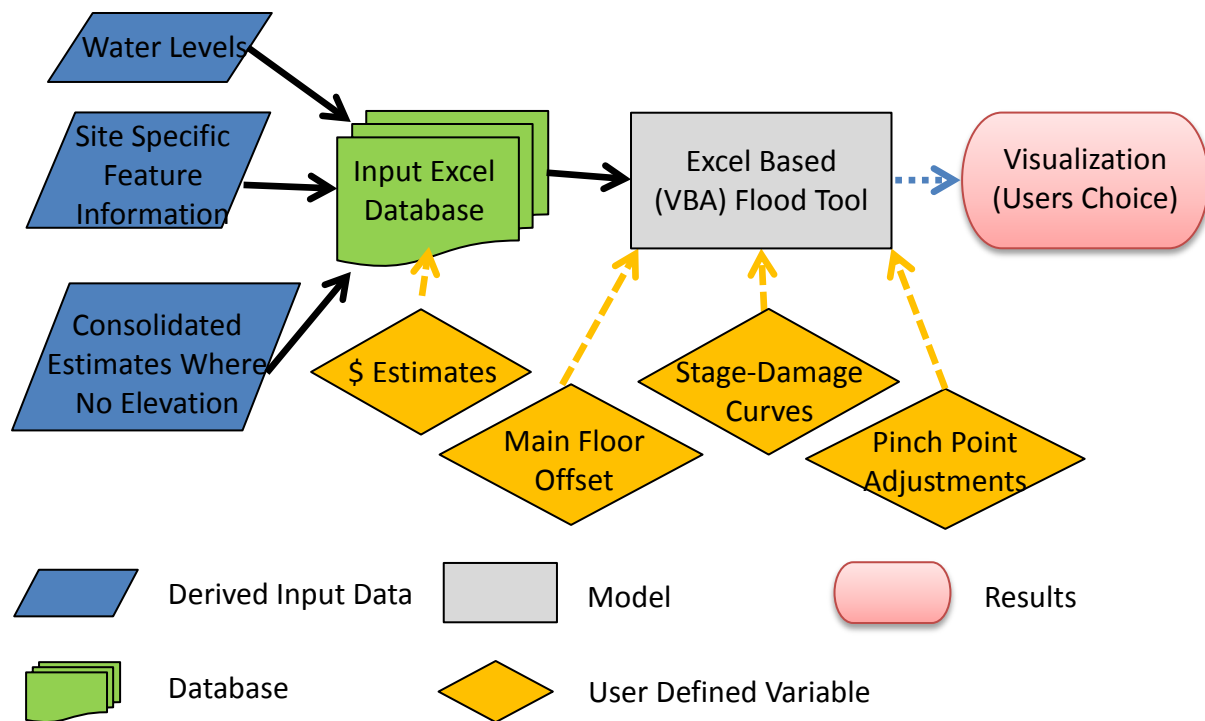 Water Levels
Site Specific
Feature
Information
Consolidated
Estimates Where
No Elevation
Input Excel
Database
Excel Based
(VBA) Flood Tool
Visualization
(Users Choice)
$ Estimates
Main Floor
Offset
Stage-Damage
Curves
Pinch Point
Adjustments
Derived Input Data
Model
Results
Database
User Defined Variable